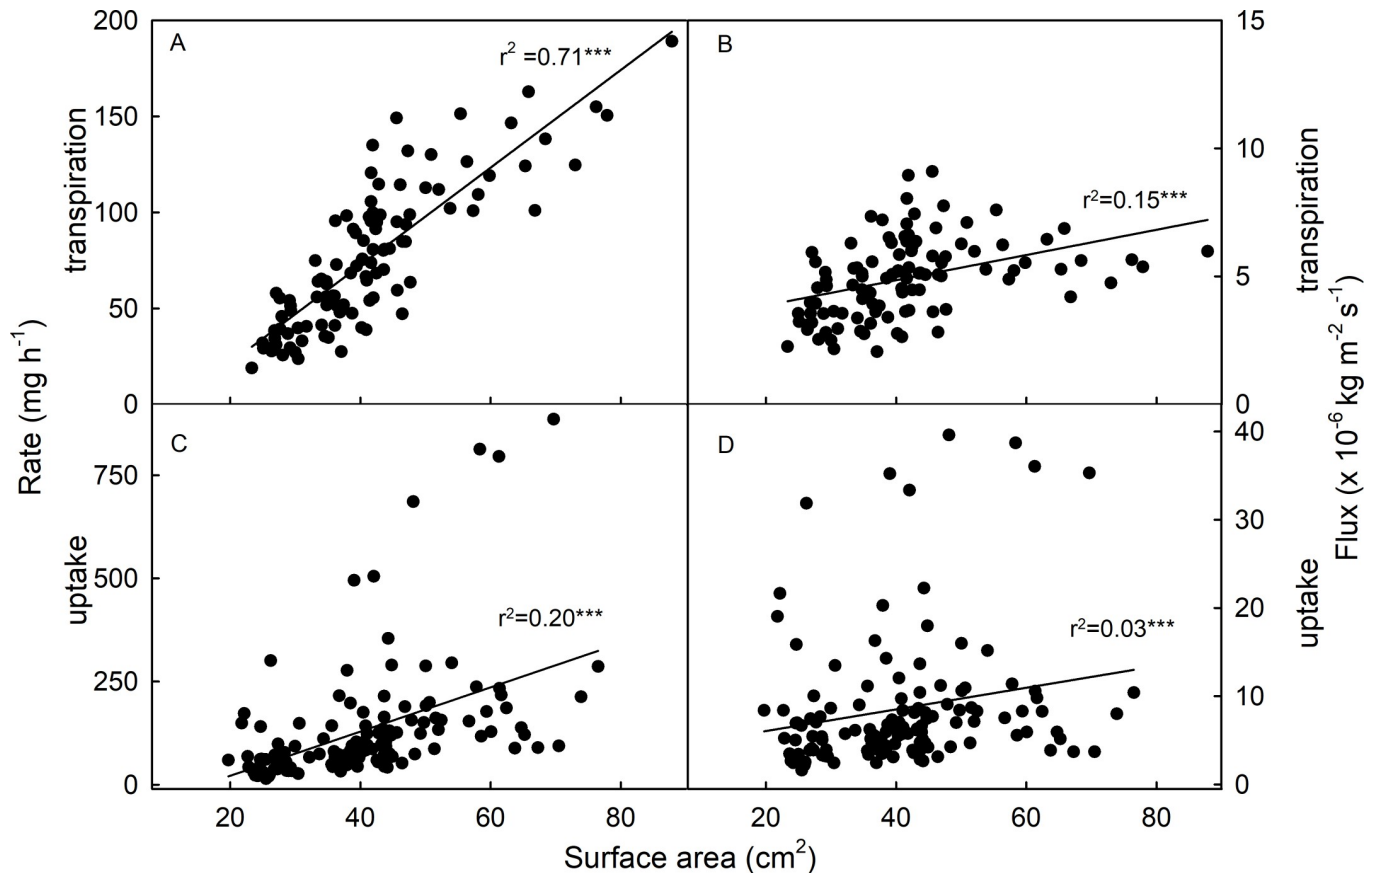 A
r² =0.71***
B
r²=0.15***
200
150
100
50
0
15
10
5
0
transpiration
transpiration
Rate (mg h⁻¹)
Flux (x 10⁻⁶ kg m⁻² s⁻¹)
C
r²=0.20***
D
r²=0.03***
750
500
250
0
40
30
20
10
0
uptake
uptake
20 40 60 80
20 40 60 80
Surface area (cm²)